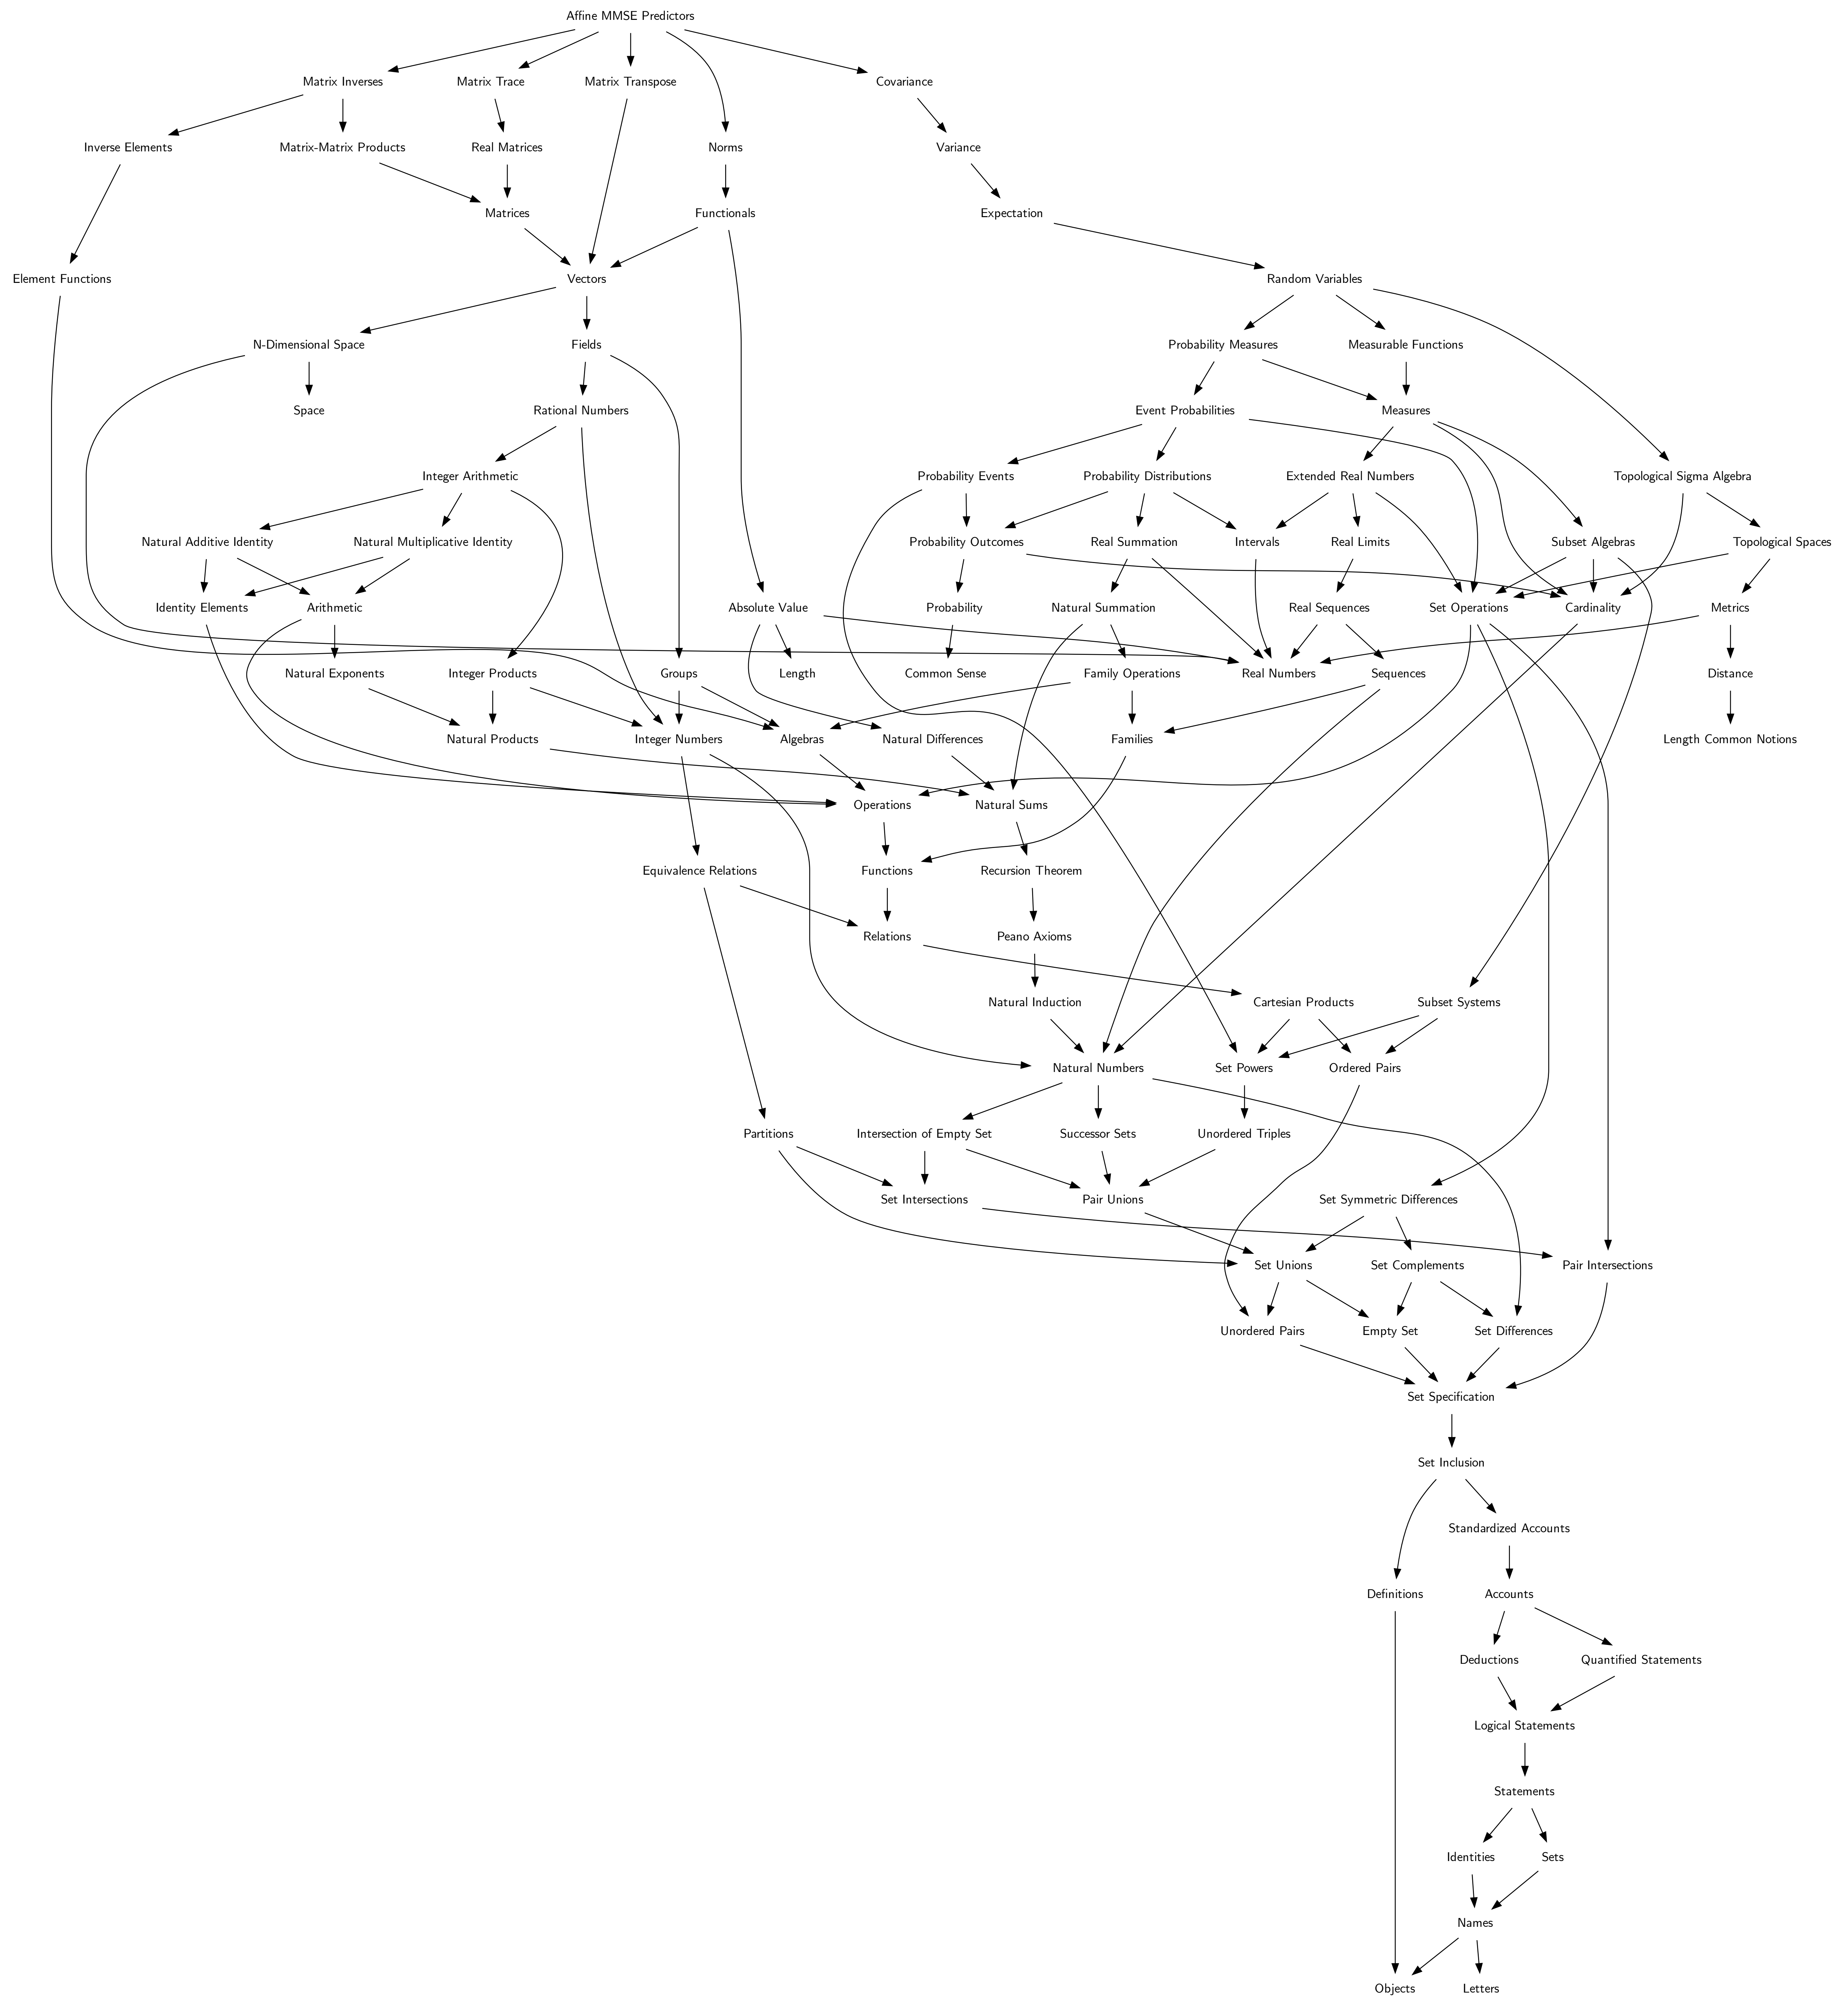 Affine MMSE Predictors
Matrix Inverses
Matrix Trace
Matrix Transpose
Covariance
Inverse Elements
Matrix-Matrix Products
Real Matrices
Norms
Variance
Matrices
Functionals
Expectation
Element Functions
Vectors
Random Variables
N-Dimensional Space
Fields
Probability Measures
Measurable Functions
Space
Rational Numbers
Event Probabilities
Measures
Integer Arithmetic
Probability Events
Probability Distributions
Extended Real Numbers
Topological Sigma Algebra
Natural Additive Identity
Natural Multiplicative Identity
Probability Outcomes
Real Summation
Intervals
Real Limits
Subset Algebras
Topological Spaces
Identity Elements
Arithmetic
Absolute Value
Probability
Natural Summation
Real Sequences
Set Operations
Cardinality
Metrics
Natural Exponents
Integer Products
Groups
Length
Common Sense
Family Operations
Real Numbers
Sequences
Distance
Natural Products
Integer Numbers
Algebras
Natural Differences
Families
Length Common Notions
Operations
Natural Sums
Equivalence Relations
Functions
Recursion Theorem
Relations
Peano Axioms
Natural Induction
Cartesian Products
Subset Systems
Natural Numbers
Set Powers
Ordered Pairs
Partitions
Intersection of Empty Set
Successor Sets
Unordered Triples
Set Intersections
Pair Unions
Set Symmetric Differences
Set Unions
Set Complements
Pair Intersections
Unordered Pairs
Empty Set
Set Differences
Set Specification
Set Inclusion
Standardized Accounts
Definitions
Accounts
Deductions
Quantified Statements
Logical Statements
Statements
Identities
Sets
Names
Objects
Letters